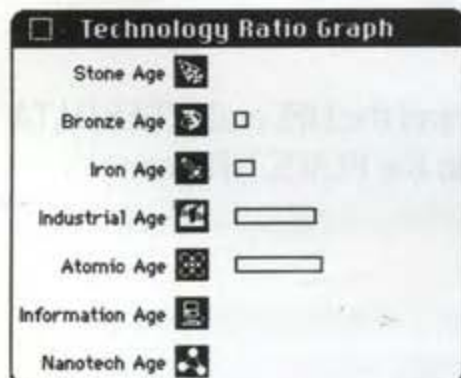 Technology Ratio Graph
Stone Age
Bronze Age
Iron Age
Industrial Age
Atomic Age
Information Age
Nanotech Age